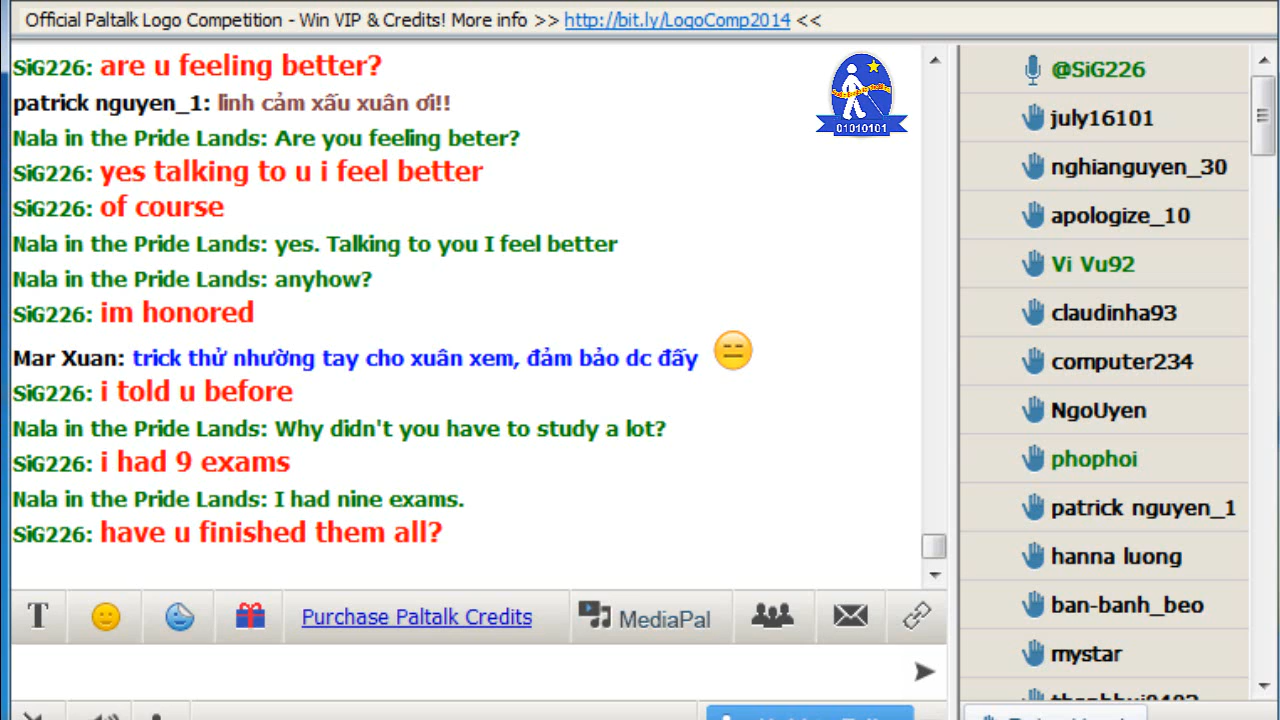 Official Paltalk Logo Competition - Win VIP & Credits! More info >> http://bit.ly/LogoComp2014 <<
SiG226: are u feeling better?
patrick nguyen_1: linh cảm xấu xuân ơi!!
Nala in the Pride Lands: Are you feeling beter?
SiG226: yes talking to u i feel better
SiG226: of course
Nala in the Pride Lands: yes. Talking to you I feel better
Nala in the Pride Lands: anyhow?
SiG226: im honored
Mar Xuan: trick thử nhường tay cho xuân xem, đảm bảo dc đấy
SiG226: i told u before
Nala in the Pride Lands: Why didn't you have to study a lot?
SiG226: i had 9 exams
Nala in the Pride Lands: I had nine exams.
SiG226: have u finished them all?
01010101
T
Purchase Paltalk Credits
MediaPal
@SiG226
july16101
nghianguyen_30
apologize_10
Vi Vu92
claudinha93
computer234
NgoUyen
phophoi
patrick nguyen_1
hanna luong
ban-banh_beo
mystar